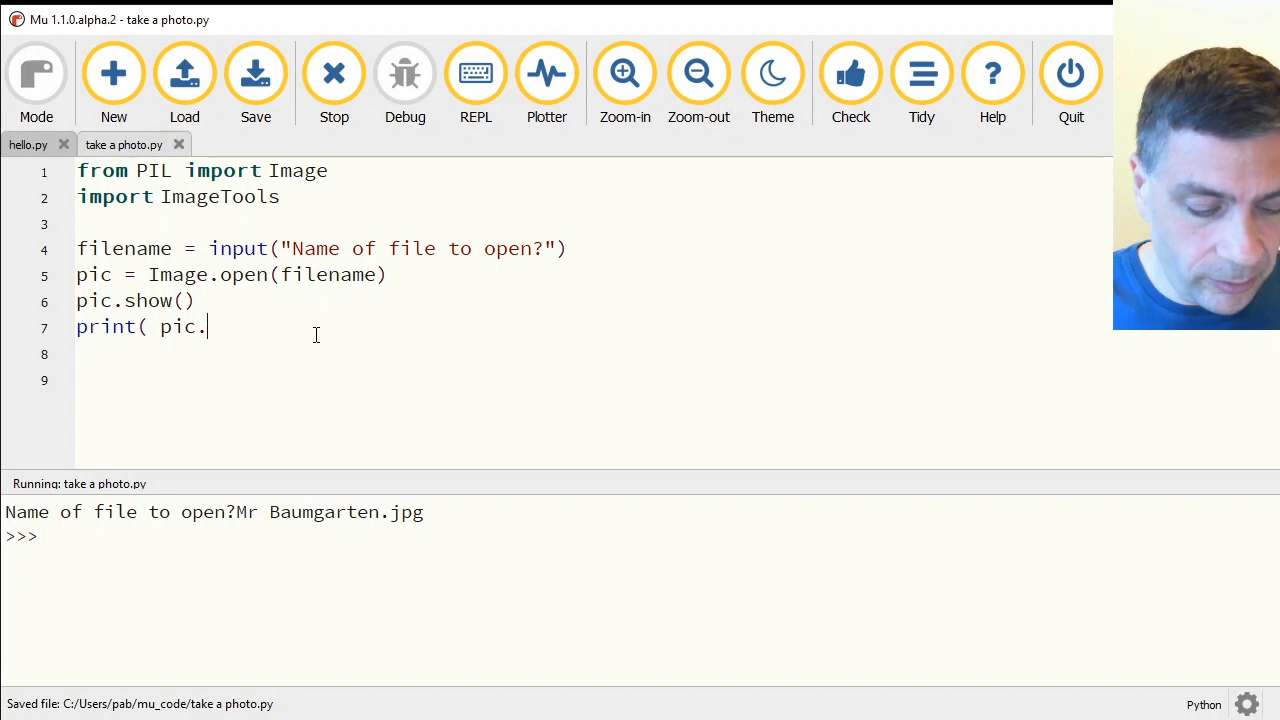 Mu 1.1.0.alpha.2 - take a photo.py
Mode New Load Save Stop Debug REPL Plotter Zoom-in Zoom-out Theme Check Tidy Help Quit
hello.py take a photo.py
1 from PIL import Image
2 import ImageTools
3
4 filename = input("Name of file to open?")
5 pic = Image.open(filename)
6 pic.show()
7 print( pic.
8
9
Running: take a photo.py
Name of file to open?Mr Baumgarten.jpg
>>>
Saved file: C:/Users/pab/mu_code/take a photo.py Python